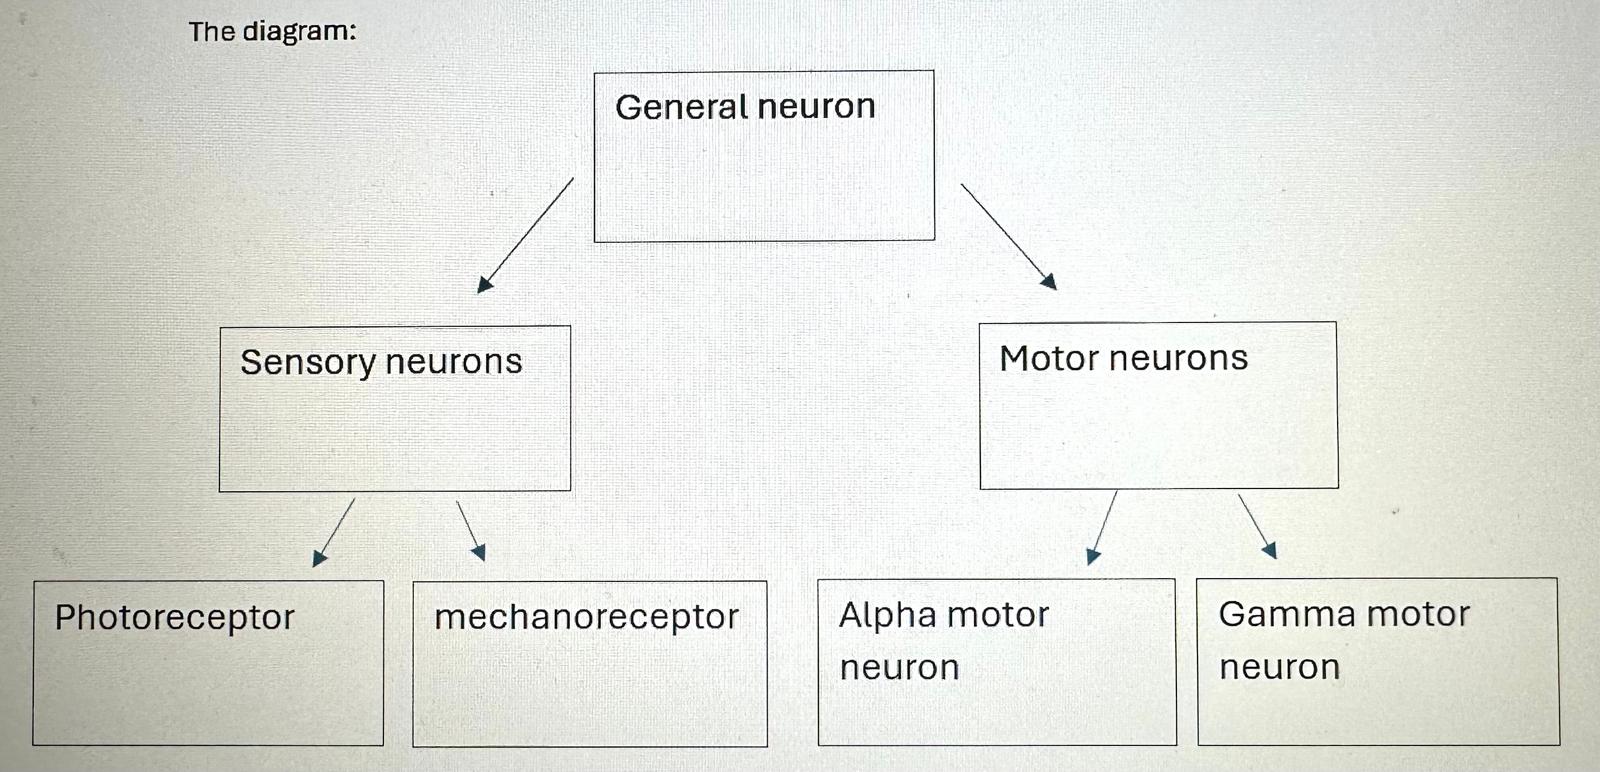 The diagram:
General neuron
Sensory neurons
Motor neurons
Photoreceptor
mechanoreceptor
Alpha motor
neuron
Gamma motor
neuron